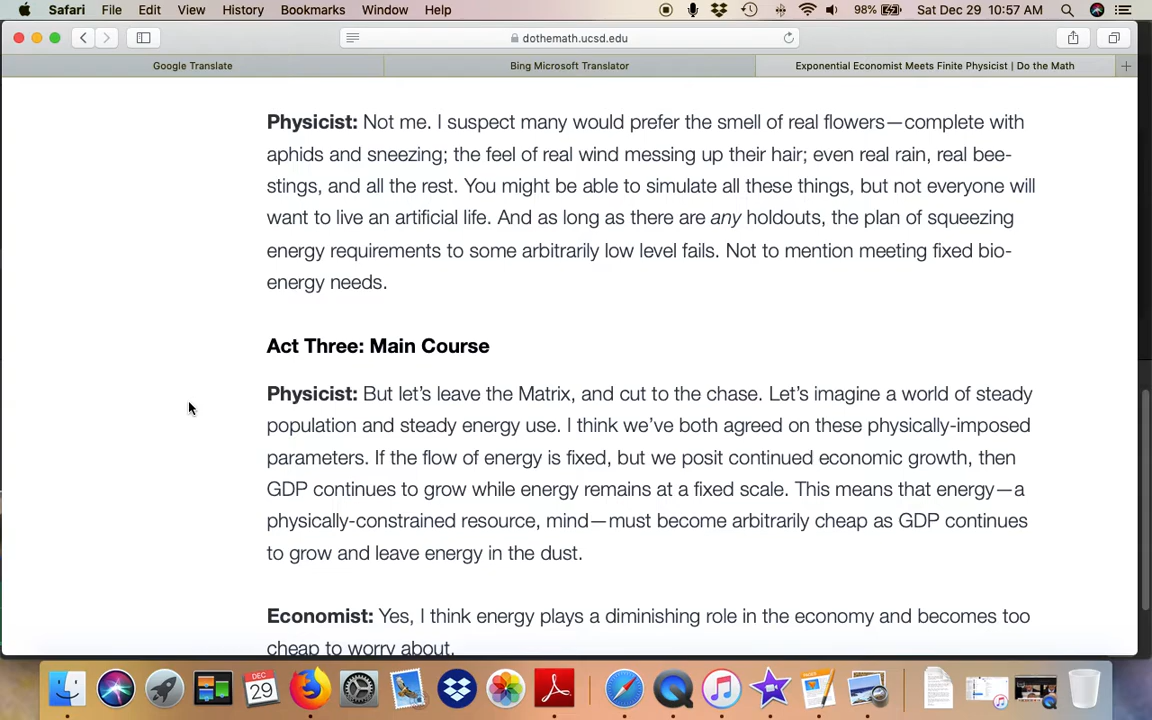 Safari File Edit View History Bookmarks Window Help 98% Sat Dec 29 10:57 AM
dothemath.ucsd.edu
Google Translate Bing Microsoft Translator Exponential Economist Meets Finite Physicist | Do the Math
Physicist: Not me. I suspect many would prefer the smell of real flowers—complete with
aphids and sneezing; the feel of real wind messing up their hair; even real rain, real bee-
stings, and all the rest. You might be able to simulate all these things, but not everyone will
want to live an artificial life. And as long as there are any holdouts, the plan of squeezing
energy requirements to some arbitrarily low level fails. Not to mention meeting fixed bio-
energy needs.
Act Three: Main Course
Physicist: But let's leave the Matrix, and cut to the chase. Let's imagine a world of steady
population and steady energy use. I think we've both agreed on these physically-imposed
parameters. If the flow of energy is fixed, but we posit continued economic growth, then
GDP continues to grow while energy remains at a fixed scale. This means that energy—a
physically-constrained resource, mind—must become arbitrarily cheap as GDP continues
to grow and leave energy in the dust.
Economist: Yes, I think energy plays a diminishing role in the economy and becomes too
cheap to worry about.
DEC
29